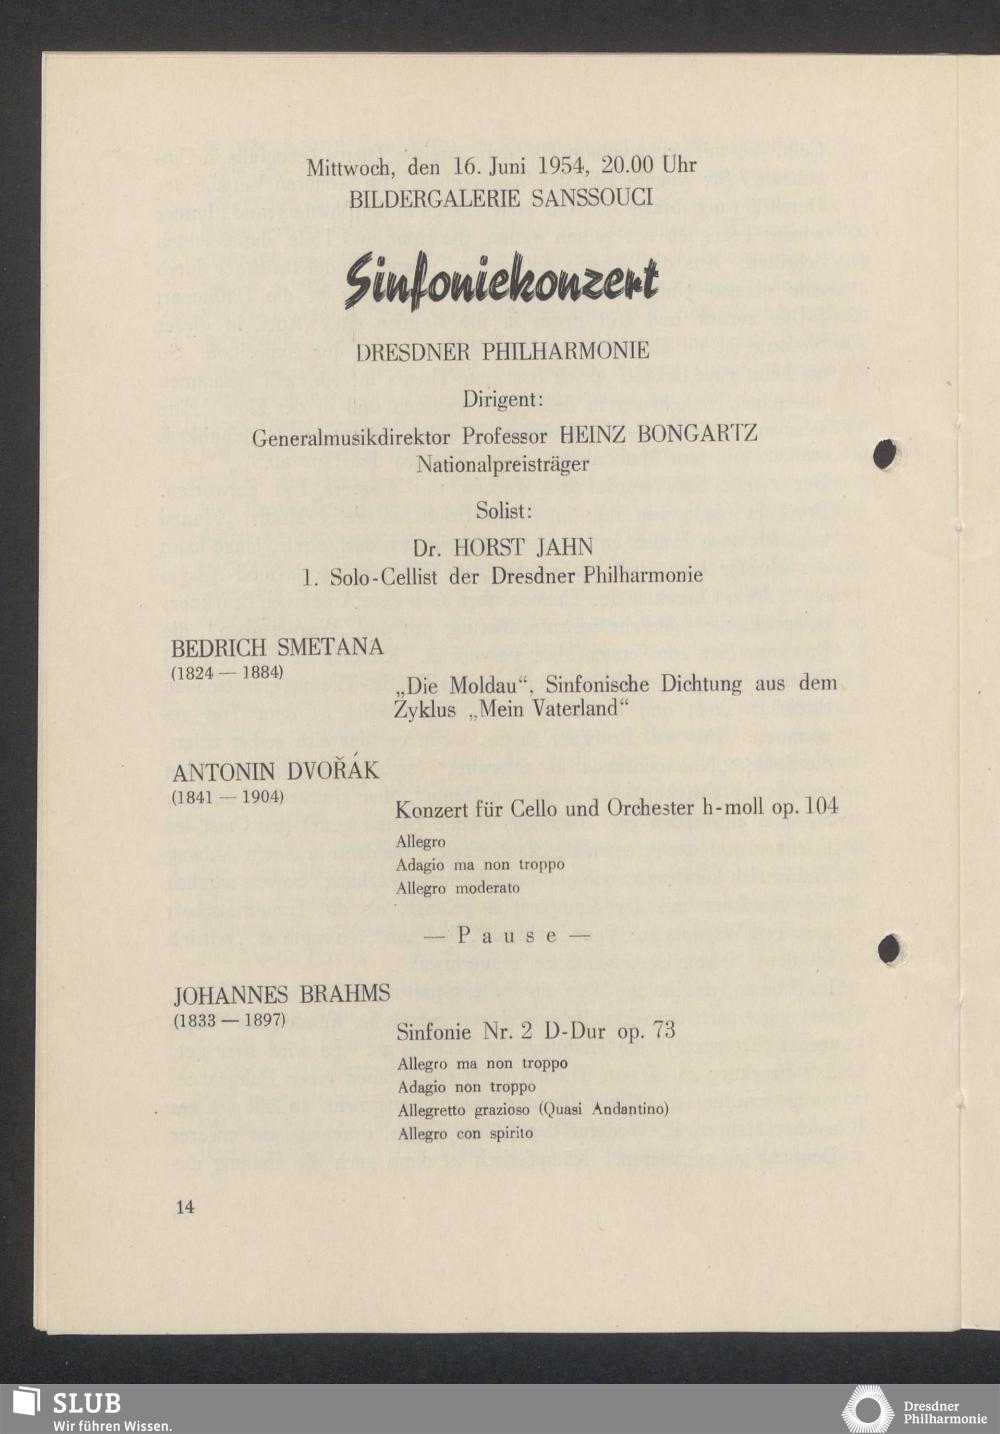 Mittwoch, den 16. Juni 1954, 20.00 Uhr
BILDERGALERIE SANSSOUCI
Sinfoniekonzert
DRESDNER PHILHARMONIE
Dirigent:
Generalmusikdirektor Professor HEINZ BONGARTZ
Nationalpreisträger
Solist:
Dr. HORST JAHN
1. Solo-Cellist der Dresdner Philharmonie
BEDRICH SMETANA
(1824 — 1884)
„Die Moldau“, Sinfonische Dichtung aus dem
Zyklus „Mein Vaterland“
ANTONIN DVOŘÁK
(1841 — 1904)
Konzert für Cello und Orchester h-moll op. 104
Allegro
Adagio ma non troppo
Allegro moderato
— Pause —
JOHANNES BRAHMS
(1833 — 1897)
Sinfonie Nr. 2 D-Dur op. 73
Allegro ma non troppo
Adagio non troppo
Allegretto grazioso (Quasi Andantino)
Allegro con spirito
14
SLUB
Wir führen Wissen.
Dresdner
Philharmonie